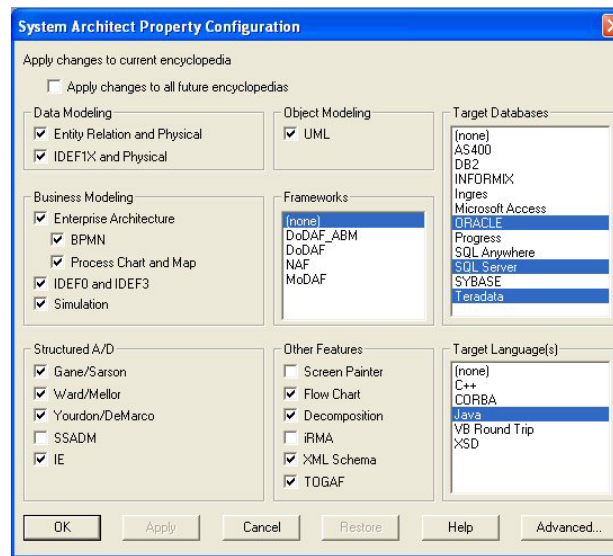 System Architect Property Configuration
Apply changes to current encyclopedia
Apply changes to all future encyclopedias
Data Modeling
Entity Relation and Physical
IDEF1X and Physical
Object Modeling
UML
Target Databases
(none)
AS400
DB2
INFORMIX
Ingres
Microsoft Access
ORACLE
Progress
SQL Anywhere
SQL Server
SYBASE
Teradata
Business Modeling
Enterprise Architecture
BPMN
Process Chart and Map
IDEF0 and IDEF3
Simulation
Frameworks
(none)
DoDAF_ABM
DoDAF
NAF
MoDAF
Structured A/D
Gane/Sarson
Ward/Mellor
Yourdon/DeMarco
SSADM
IE
Other Features
Screen Painter
Flow Chart
Decomposition
iRMA
XML Schema
TOGAF
Target Language(s)
(none)
C++
CORBA
Java
VB Round Trip
XSD
OK
Apply
Cancel
Restore
Help
Advanced...